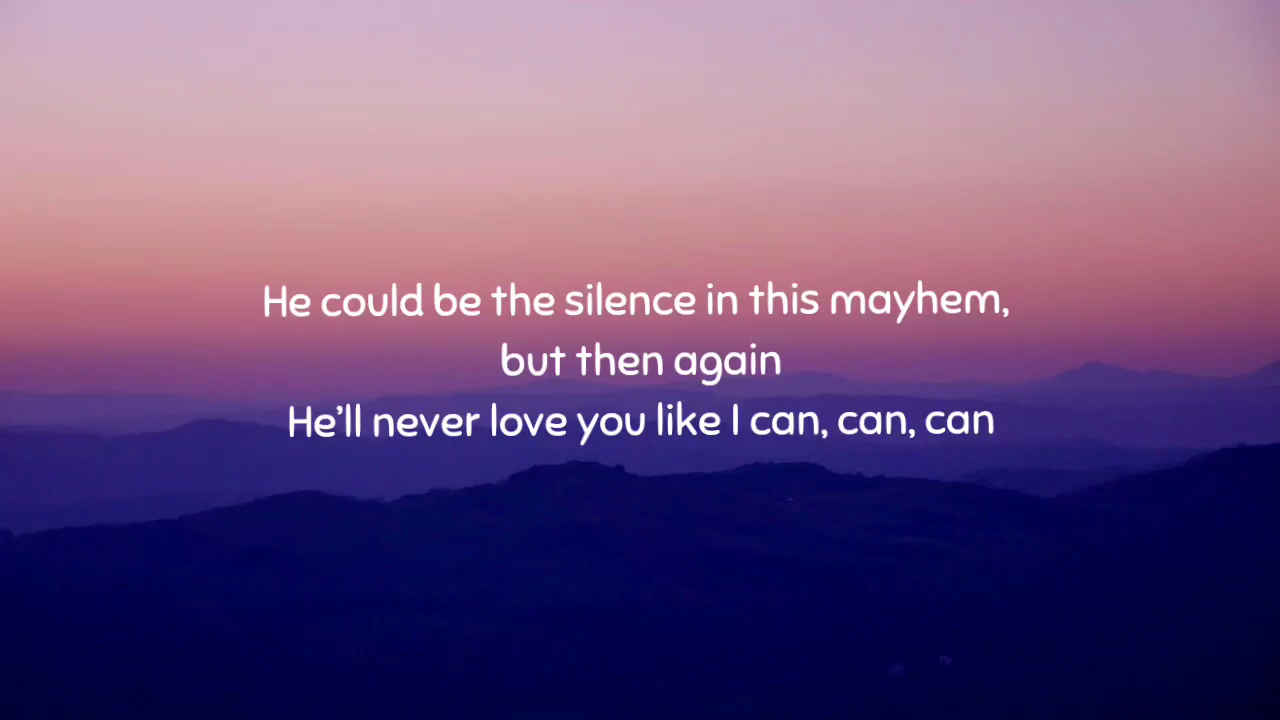 He could be the silence in this mayhem,
but then again
He’ll never love you like I can, can, can